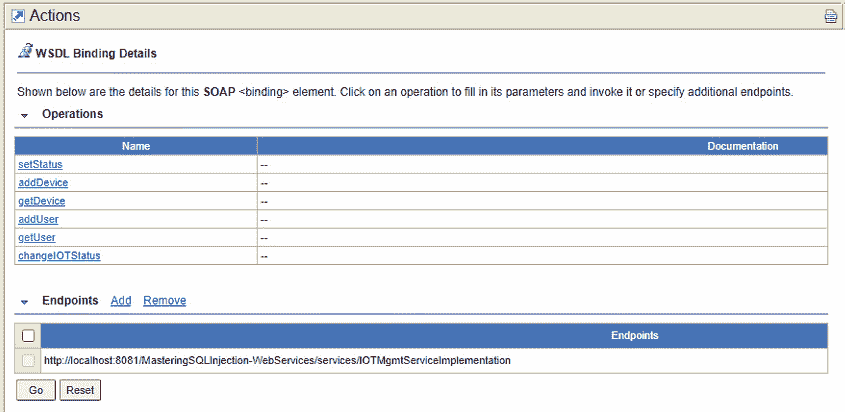 Actions
WSDL Binding Details
Shown below are the details for this SOAP <binding> element. Click on an operation to fill in its parameters and invoke it or specify additional endpoints.
Operations
Name Documentation
setStatus --
addDevice --
getDevice --
addUser --
getUser --
changeIOTStatus --
Endpoints Add Remove
Endpoints
http://localhost:8081/MasteringSQLInjection-WebServices/services/IOTMgmtServiceImplementation
Go Reset